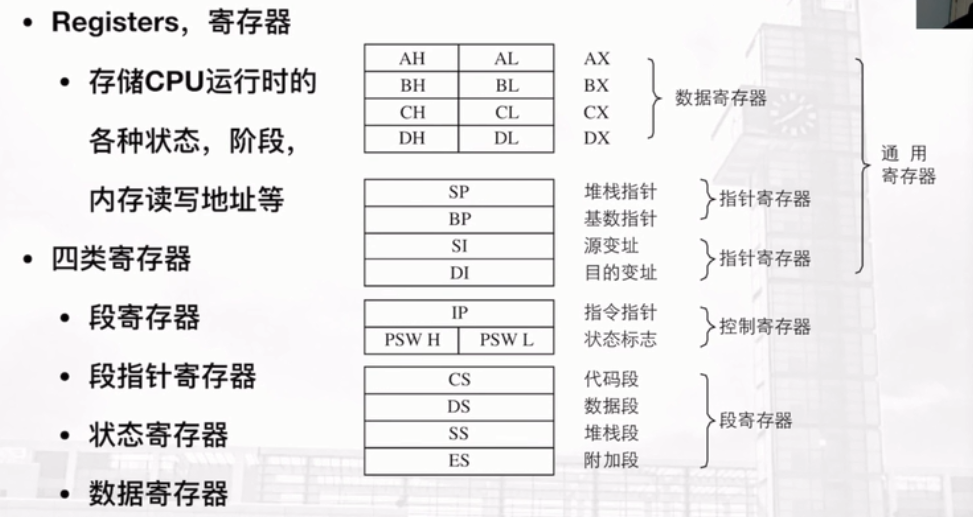 Registers，寄存器
存储CPU运行时的
各种状态，阶段，
内存读写地址等
四类寄存器
段寄存器
段指针寄存器
状态寄存器
数据寄存器
AH AL AX
BH BL BX
CH CL CX
DH DL DX
数据寄存器
SP 堆栈指针
BP 基数指针
指针寄存器
SI 源变址
DI 目的变址
指针寄存器
通 用
寄存器
IP 指令指针
PSW H PSW L 状态标志
控制寄存器
CS 代码段
DS 数据段
SS 堆栈段
ES 附加段
段寄存器